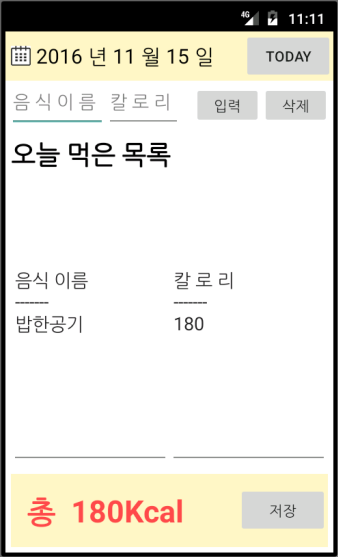 4G 11:11
2016 년 11 월 15 일 TODAY
음식이름 칼로리 입력 삭제
오늘 먹은 목록
음식 이름 칼 로 리
------- -------
밥한공기 180
총 180Kcal 저장